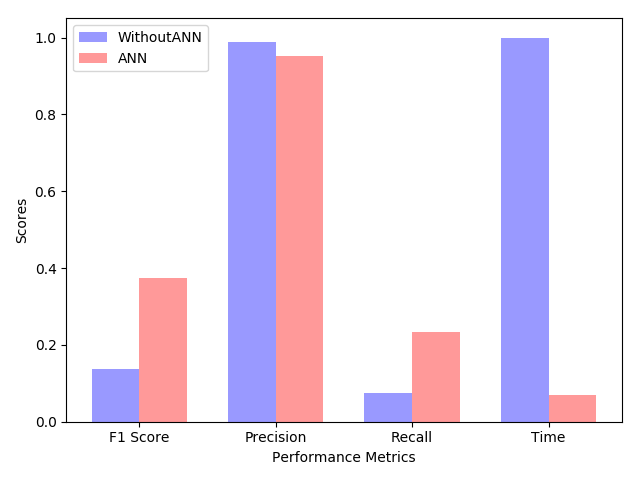 WithoutANN
ANN
1.0
0.8
0.6
0.4
0.2
0.0
Scores
F1 Score Precision Recall Time
Performance Metrics